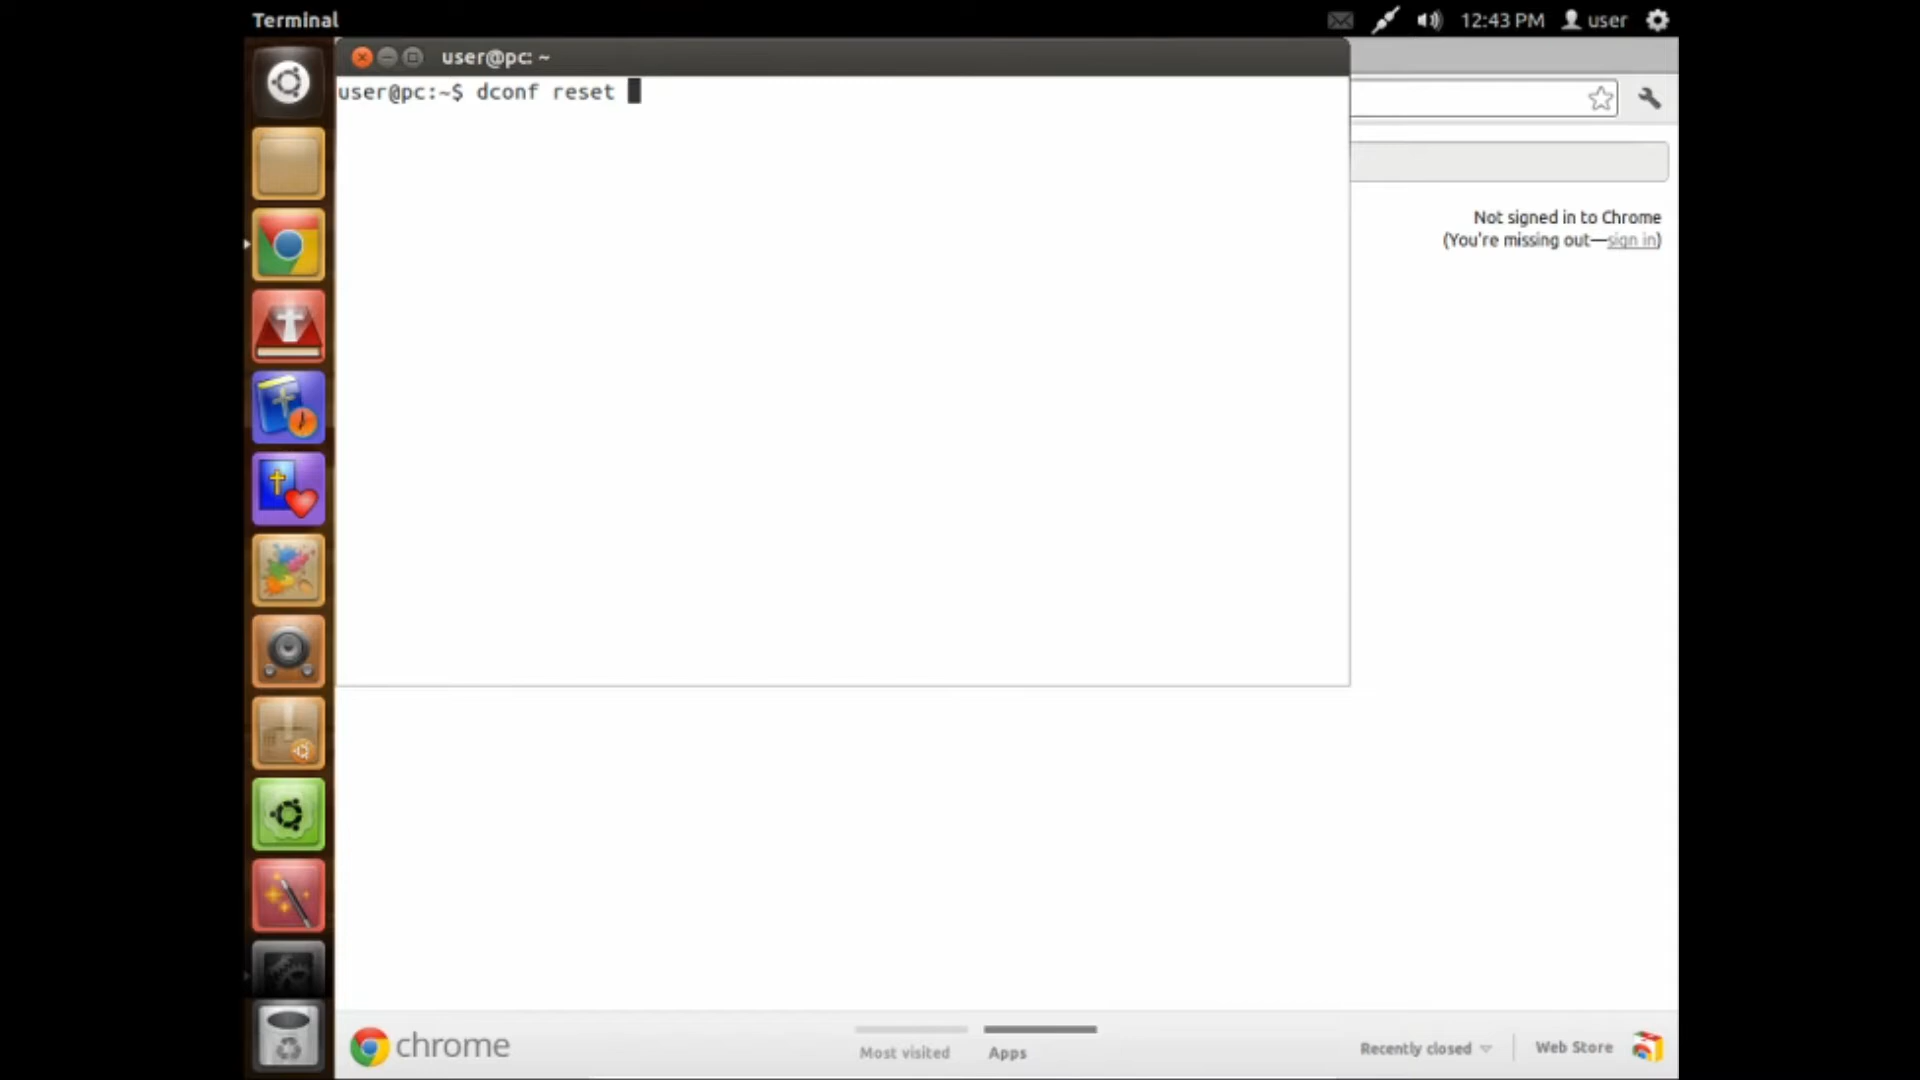 Terminal
12:43 PM user
user@pc: ~
user@pc:~$ dconf reset
Not signed in to Chrome
(You're missing out—sign in)
chrome
Most visited
Apps
Recently closed
Web Store